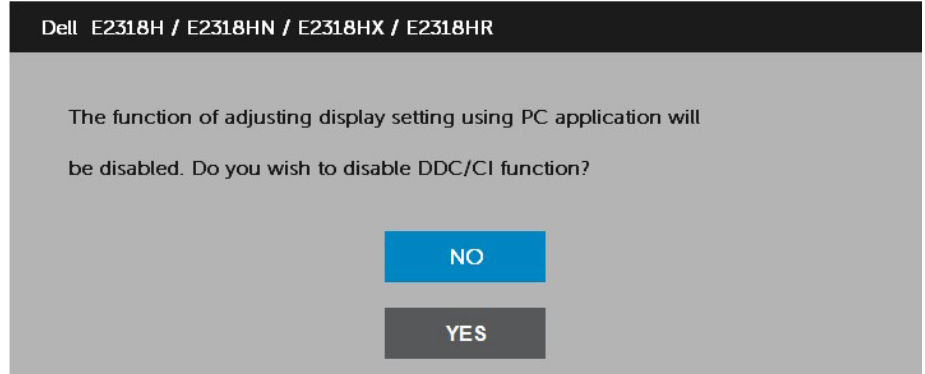 Dell E2318H / E2318HN / E2318HX / E2318HR
The function of adjusting display setting using PC application will
be disabled. Do you wish to disable DDC/CI function?
NO
YES